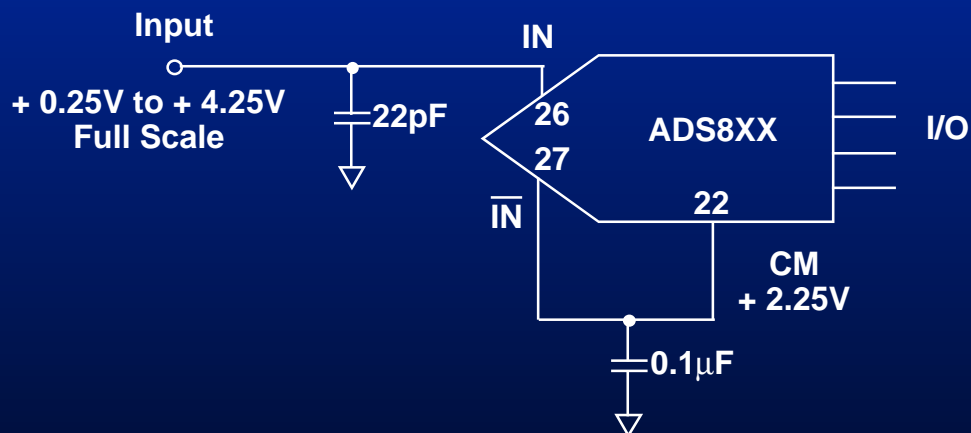 Input
IN
+ 0.25V to + 4.25V
Full Scale
22pF
26
27
ADS8XX
I/O
IN
22
CM
+ 2.25V
0.1μF